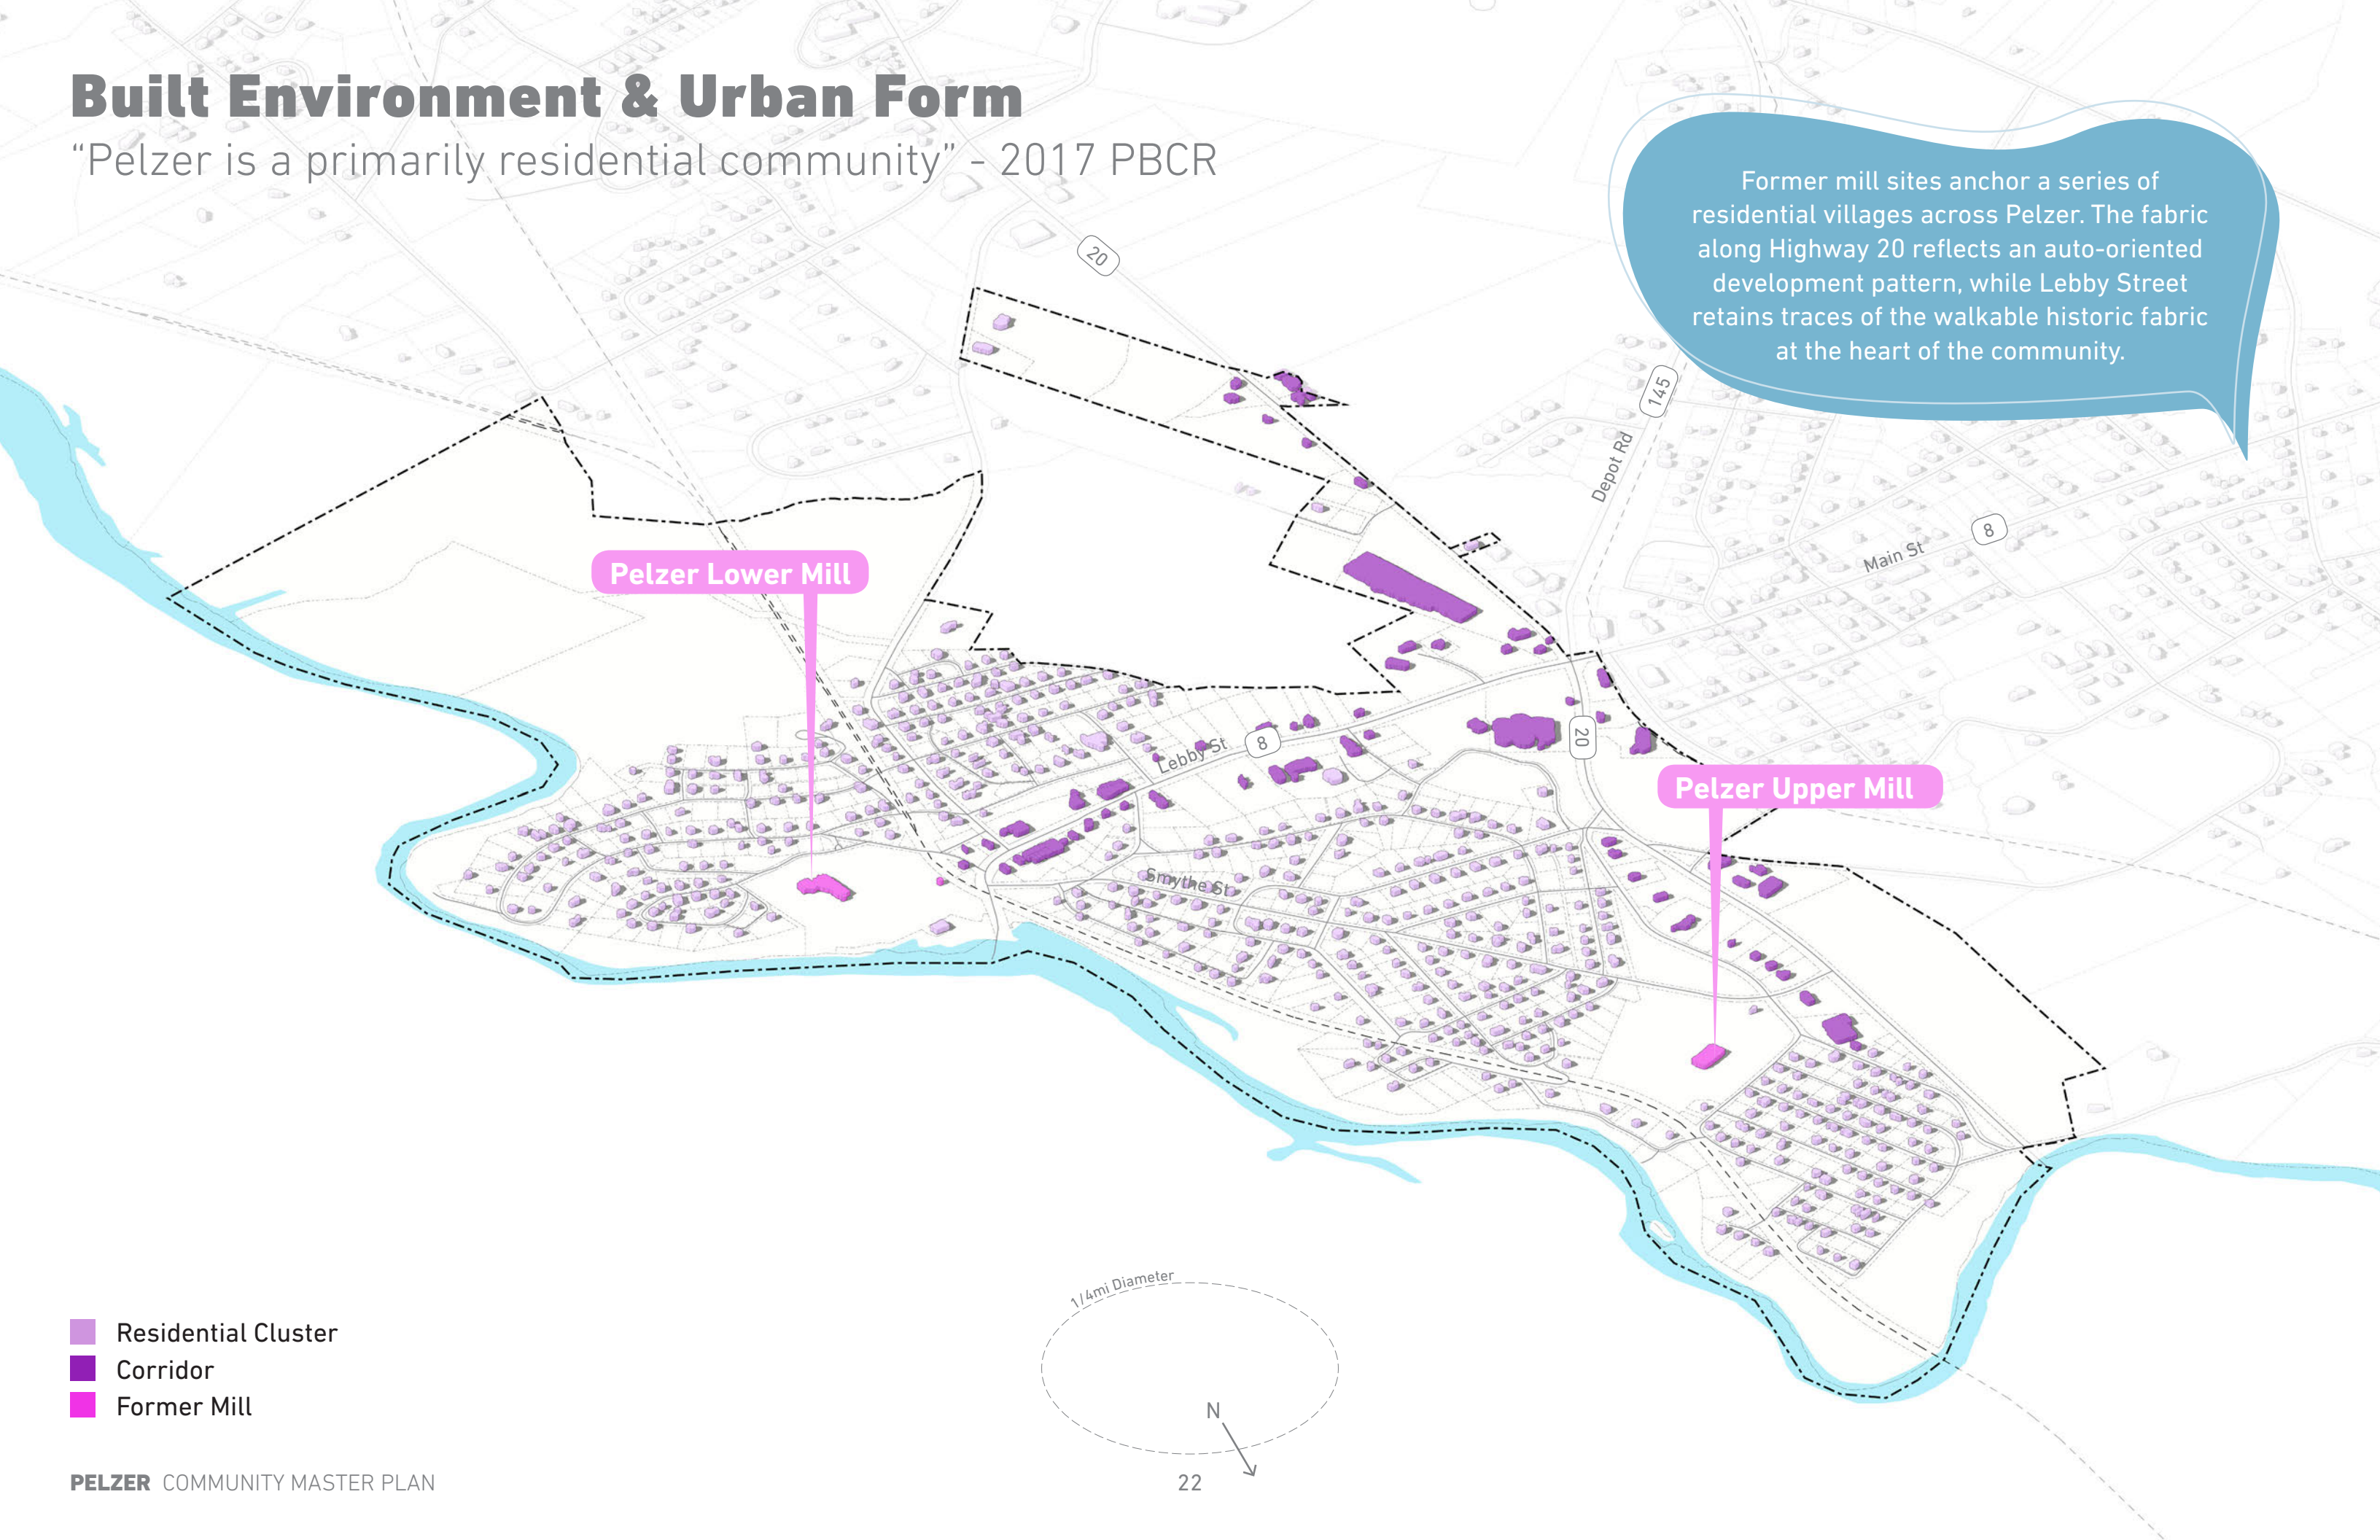 Built Environment & Urban Form
“Pelzer is a primarily residential community” - 2017 PBCR
Former mill sites anchor a series of
residential villages across Pelzer. The fabric
along Highway 20 reflects an auto-oriented
development pattern, while Lebby Street
retains traces of the walkable historic fabric
at the heart of the community.
20
145
Depot Rd
8
Main St
Pelzer Lower Mill
Lebby St
8
20
Pelzer Upper Mill
Smythe St
1/4mi Diameter
N
Residential Cluster
Corridor
Former Mill
PELZER COMMUNITY MASTER PLAN
22